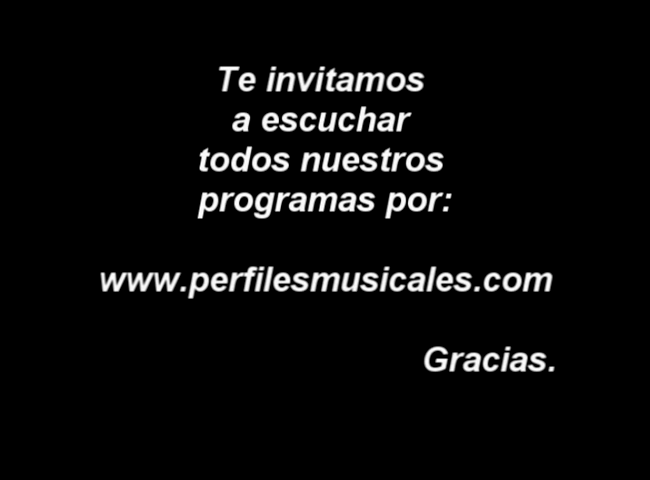 Te invitamos
a escuchar
todos nuestros
programas por:
www.perfilesmusicales.com
Gracias.